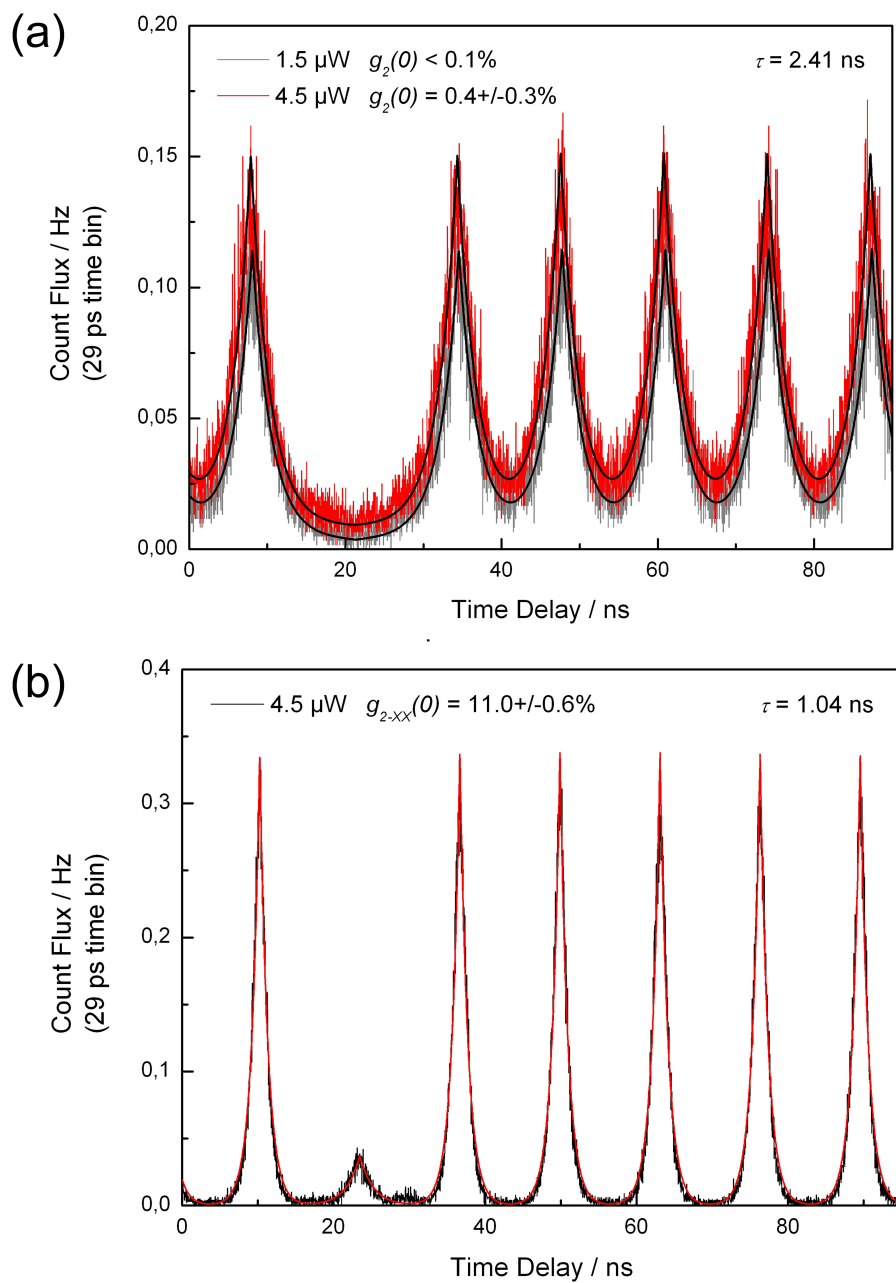 (a)
0,20
1.5 µW g2(0) < 0.1%
τ = 2.41 ns
4.5 µW g2(0) = 0.4+/-0.3%
0,15
0,10
0,05
0,00
Count Flux / Hz
(29 ps time bin)
0 20 40 60 80
Time Delay / ns
(b)
0,4
4.5 µW g2-XX(0) = 11.0+/-0.6%
τ = 1.04 ns
0,3
0,2
0,1
0,0
Count Flux / Hz
(29 ps time bin)
0 20 40 60 80
Time Delay / ns